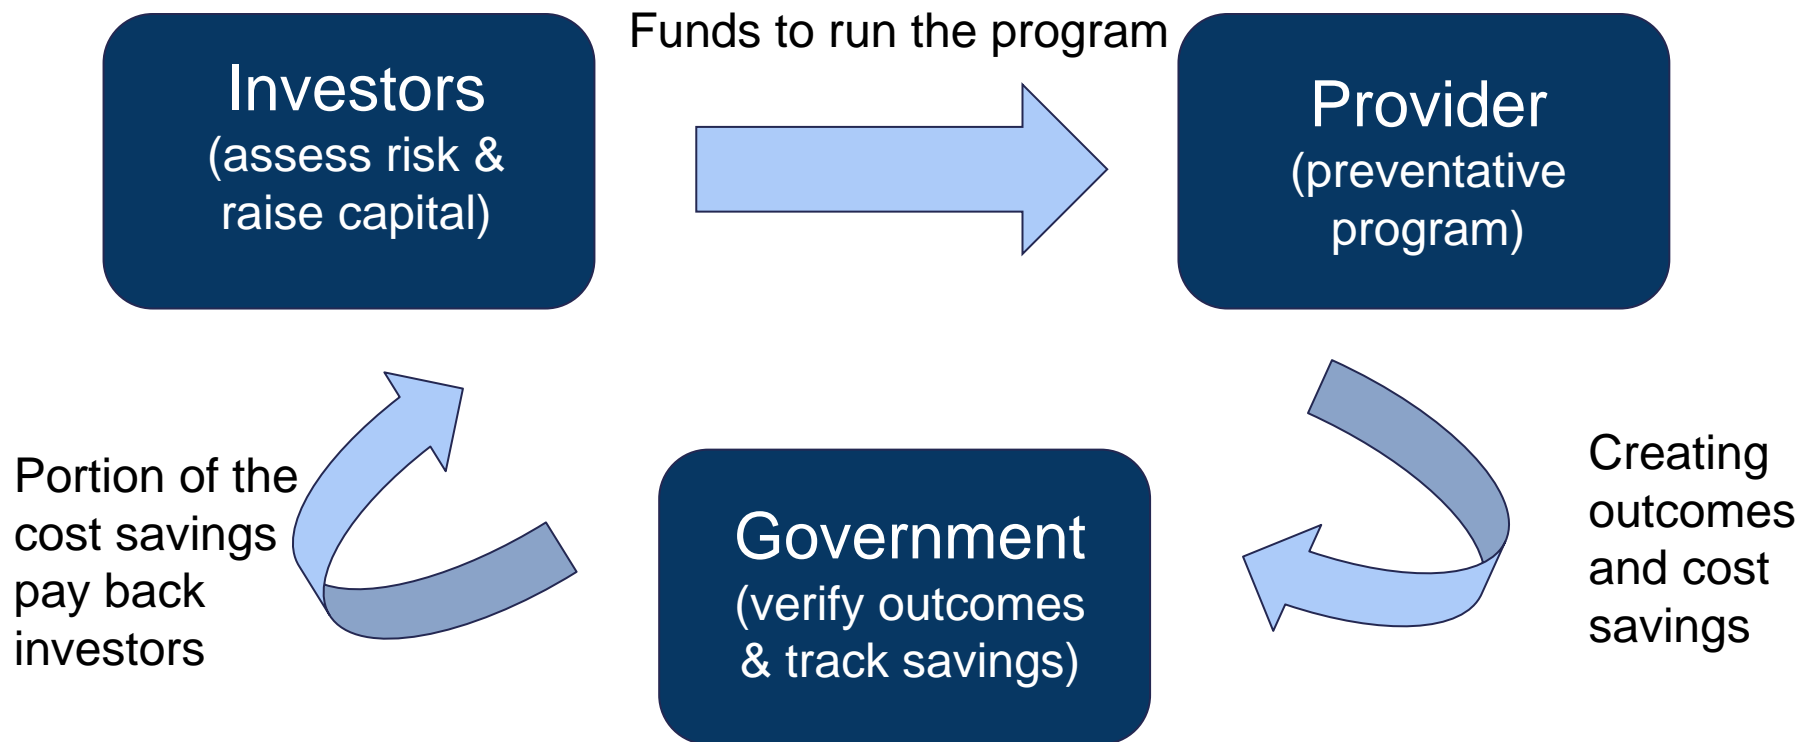 Funds to run the program
Investors
(assess risk &
raise capital)
Provider
(preventative
program)
Portion of the
cost savings
pay back
investors
Government
(verify outcomes
& track savings)
Creating
outcomes
and cost
savings